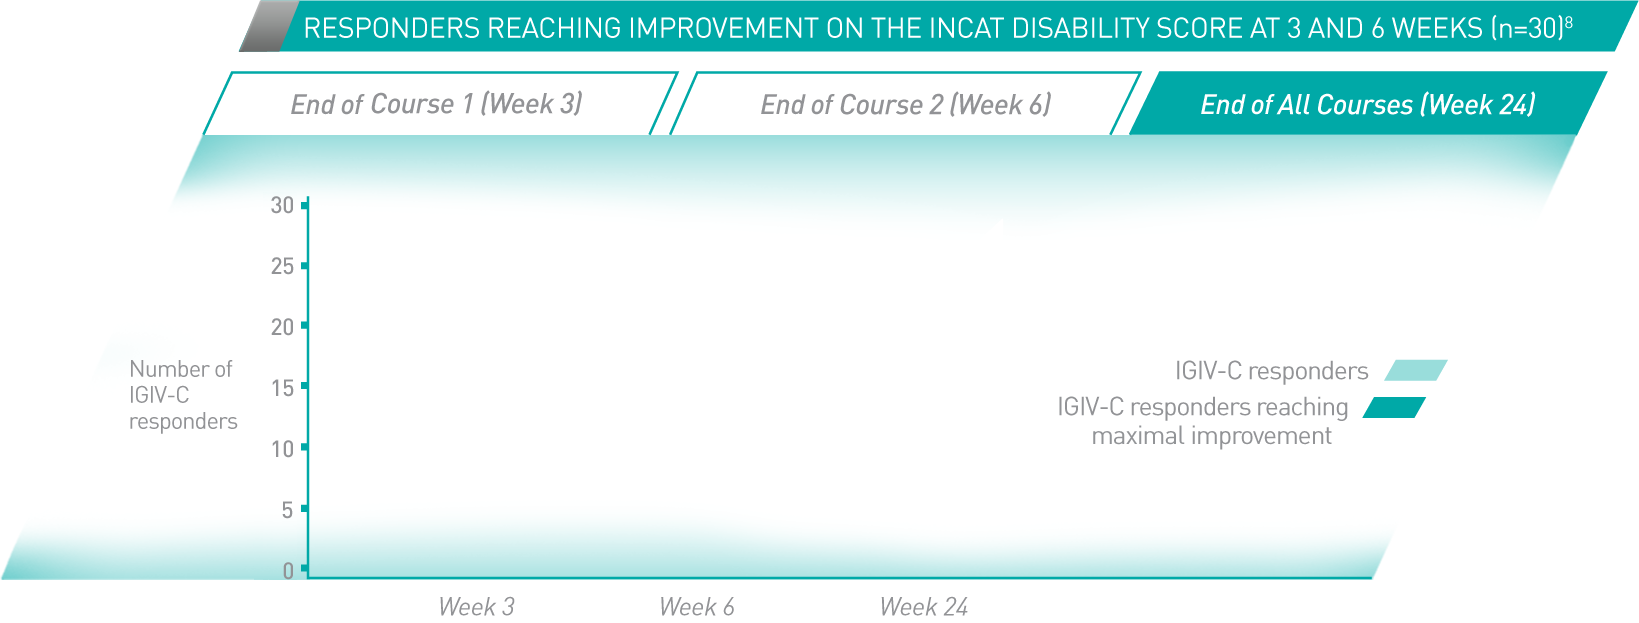 RESPONDERS REACHING IMPROVEMENT ON THE INCAT DISABILITY SCORE AT 3 AND 6 WEEKS (n=30)8
End of Course 1 (Week 3)
End of Course 2 (Week 6)
End of All Courses (Week 24)
30
25
20
15
10
5
0
Number of
IGIV-C
responders
IGIV-C responders
IGIV-C responders reaching
maximal improvement
Week 3
Week 6
Week 24